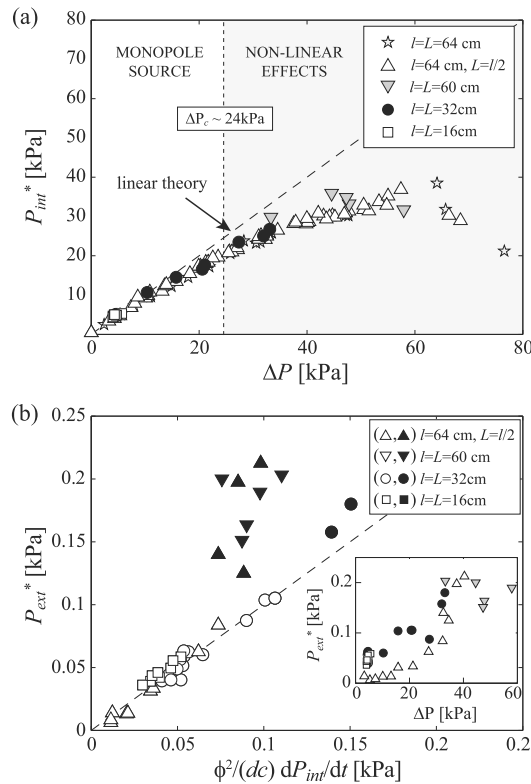 (a)
80
70
60
50
40
30
20
10
P_int* [kPa]
MONOPOLE SOURCE
NON-LINEAR EFFECTS
ΔP_c ~ 24kPa
linear theory
l=L=64 cm
l=64 cm, L=l/2
l=L=60 cm
l=L=32cm
l=L=16cm
0 20 40 60 80
ΔP [kPa]
(b)
0.25
0.2
0.15
0.1
0.05
0
P_ext* [kPa]
( , ) l=64 cm, L=l/2
( , ) l=L=60 cm
( , ) l=L=32cm
( , ) l=L=16cm
0.2
0.1
0
P_ext* [kPa]
0 20 40 60
ΔP [kPa]
0 0.05 0.1 0.15 0.2 0.2
ϕ²/(dc) dP_int/dt [kPa]